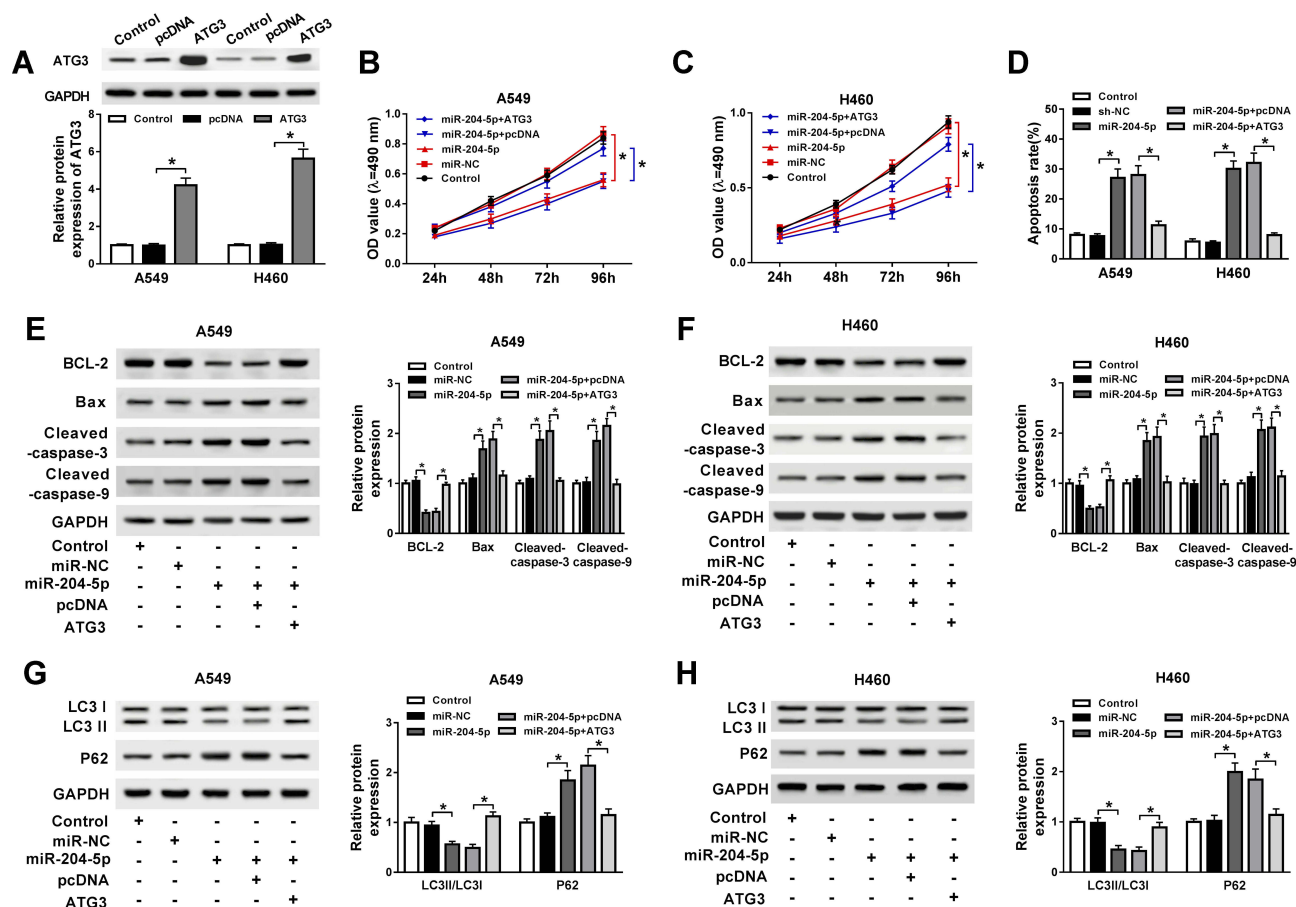 A
Control
pcDNA
ATG3
Control
pcDNA
ATG3
ATG3
GAPDH
Relative protein
expression of ATG3
8
6
4
2
0
Control
pcDNA
ATG3
*
*
A549
H460
B
A549
OD value (λ=490 nm)
1.0
0.8
0.6
0.4
0.2
0.0
miR-204-5p+ATG3
miR-204-5p+pcDNA
miR-204-5p
miR-NC
Control
* *
24h 48h 72h 96h
C
H460
OD value (λ=490 nm)
1.0
0.5
0.0
miR-204-5p+ATG3
miR-204-5p+pcDNA
miR-204-5p
miR-NC
Control
* *
24h 48h 72h 96h
D
Control
sh-NC
miR-204-5p
miR-204-5p+pcDNA
miR-204-5p+ATG3
Apoptosis rate(%)
50
40
30
20
10
0
* * * *
A549 H460
E
A549
BCL-2
Bax
Cleaved
-caspase-3
Cleaved
-caspase-9
GAPDH
Control + - - - -
miR-NC - + - - -
miR-204-5p - - + + +
pcDNA - - - + -
ATG3 - - - - +
A549
Control
miR-NC
miR-204-5p
miR-204-5p+pcDNA
miR-204-5p+ATG3
Relative protein
expression
3
2
1
0
* * * * * * * *
BCL-2 Bax Cleaved-
caspase-3 Cleaved-
caspase-9
F
H460
BCL-2
Bax
Cleaved
-caspase-3
Cleaved
-caspase-9
GAPDH
Control + - - - -
miR-NC - + - - -
miR-204-5p - - + + +
pcDNA - - - + -
ATG3 - - - - +
H460
Control
miR-NC
miR-204-5p
miR-204-5p+pcDNA
miR-204-5p+ATG3
Relative protein
expression
3
2
1
0
* * * * * * * *
BCL-2 Bax Cleaved-
caspase-3 Cleaved-
caspase-9
G
A549
LC3 I
LC3 II
P62
GAPDH
Control + - - - -
miR-NC - + - - -
miR-204-5p - - + + +
pcDNA - - - + -
ATG3 - - - - +
A549
Control
miR-NC
miR-204-5p
miR-204-5p+pcDNA
miR-204-5p+ATG3
Relative protein
expression
3
2
1
0
* * * *
LC3II/LC3I P62
H
H460
LC3 I
LC3 II
P62
GAPDH
Control + - - - -
miR-NC - + - - -
miR-204-5p - - + + +
pcDNA - - - + -
ATG3 - - - - +
H460
Control
miR-NC
miR-204-5p
miR-204-5p+pcDNA
miR-204-5p+ATG3
Relative protein
expression
3
2
1
0
* * * *
LC3II/LC3I P62